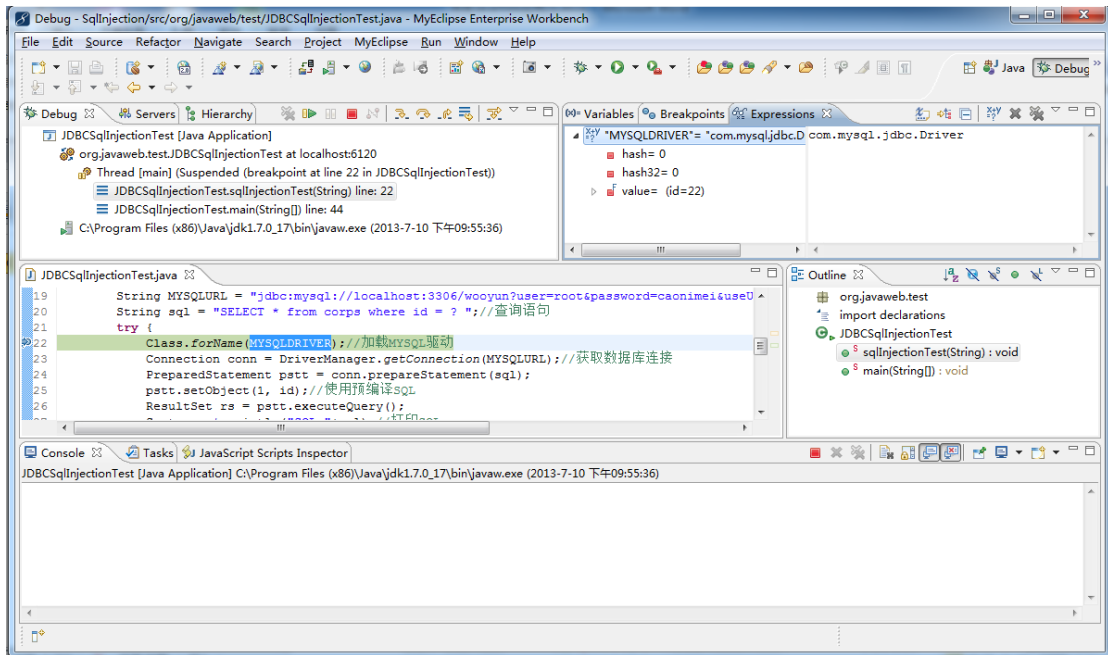 Debug - SqlInjection/src/org/javaweb/test/JDBCSqlInjectionTest.java - MyEclipse Enterprise Workbench
File Edit Source Refactor Navigate Search Project MyEclipse Run Window Help
Java Debug
Debug Servers Hierarchy
JDBCSqlInjectionTest [Java Application]
org.javaweb.test.JDBCSqlInjectionTest at localhost:6120
Thread [main] (Suspended (breakpoint at line 22 in JDBCSqlInjectionTest))
JDBCSqlInjectionTest.sqlInjectionTest(String) line: 22
JDBCSqlInjectionTest.main(String[]) line: 44
C:\Program Files (x86)\Java\jdk1.7.0_17\bin\javaw.exe (2013-7-10 下午09:55:36)
Variables Breakpoints Expressions
"MYSQLDRIVER"= "com.mysql.jdbc.D
hash= 0
hash32= 0
value= (id=22)
com.mysql.jdbc.Driver
JDBCSqlInjectionTest.java
19 String MYSQLURL = "jdbc:mysql://localhost:3306/wooyun?user=root&password=caonimei&useU
20 String sql = "SELECT * from corps where id = ? ";//查询语句
21 try {
22 Class.forName(MYSQLDRIVER);//加载MYSQL驱动
23 Connection conn = DriverManager.getConnection(MYSQLURL);//获取数据库连接
24 PreparedStatement pstt = conn.prepareStatement(sql);
25 pstt.setObject(1, id);//使用预编译SQL
26 ResultSet rs = pstt.executeQuery();
Outline
org.javaweb.test
import declarations
JDBCSqlInjectionTest
sqlInjectionTest(String) : void
main(String[]) : void
Console Tasks JavaScript Scripts Inspector
JDBCSqlInjectionTest [Java Application] C:\Program Files (x86)\Java\jdk1.7.0_17\bin\javaw.exe (2013-7-10 下午09:55:36)